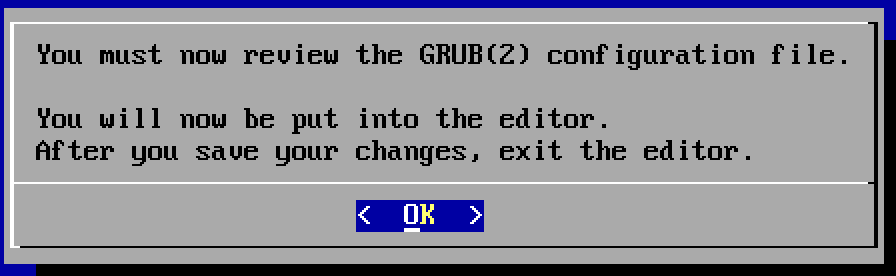 You must now review the GRUB(2) configuration file.
You will now be put into the editor.
After you save your changes, exit the editor.
< OK >